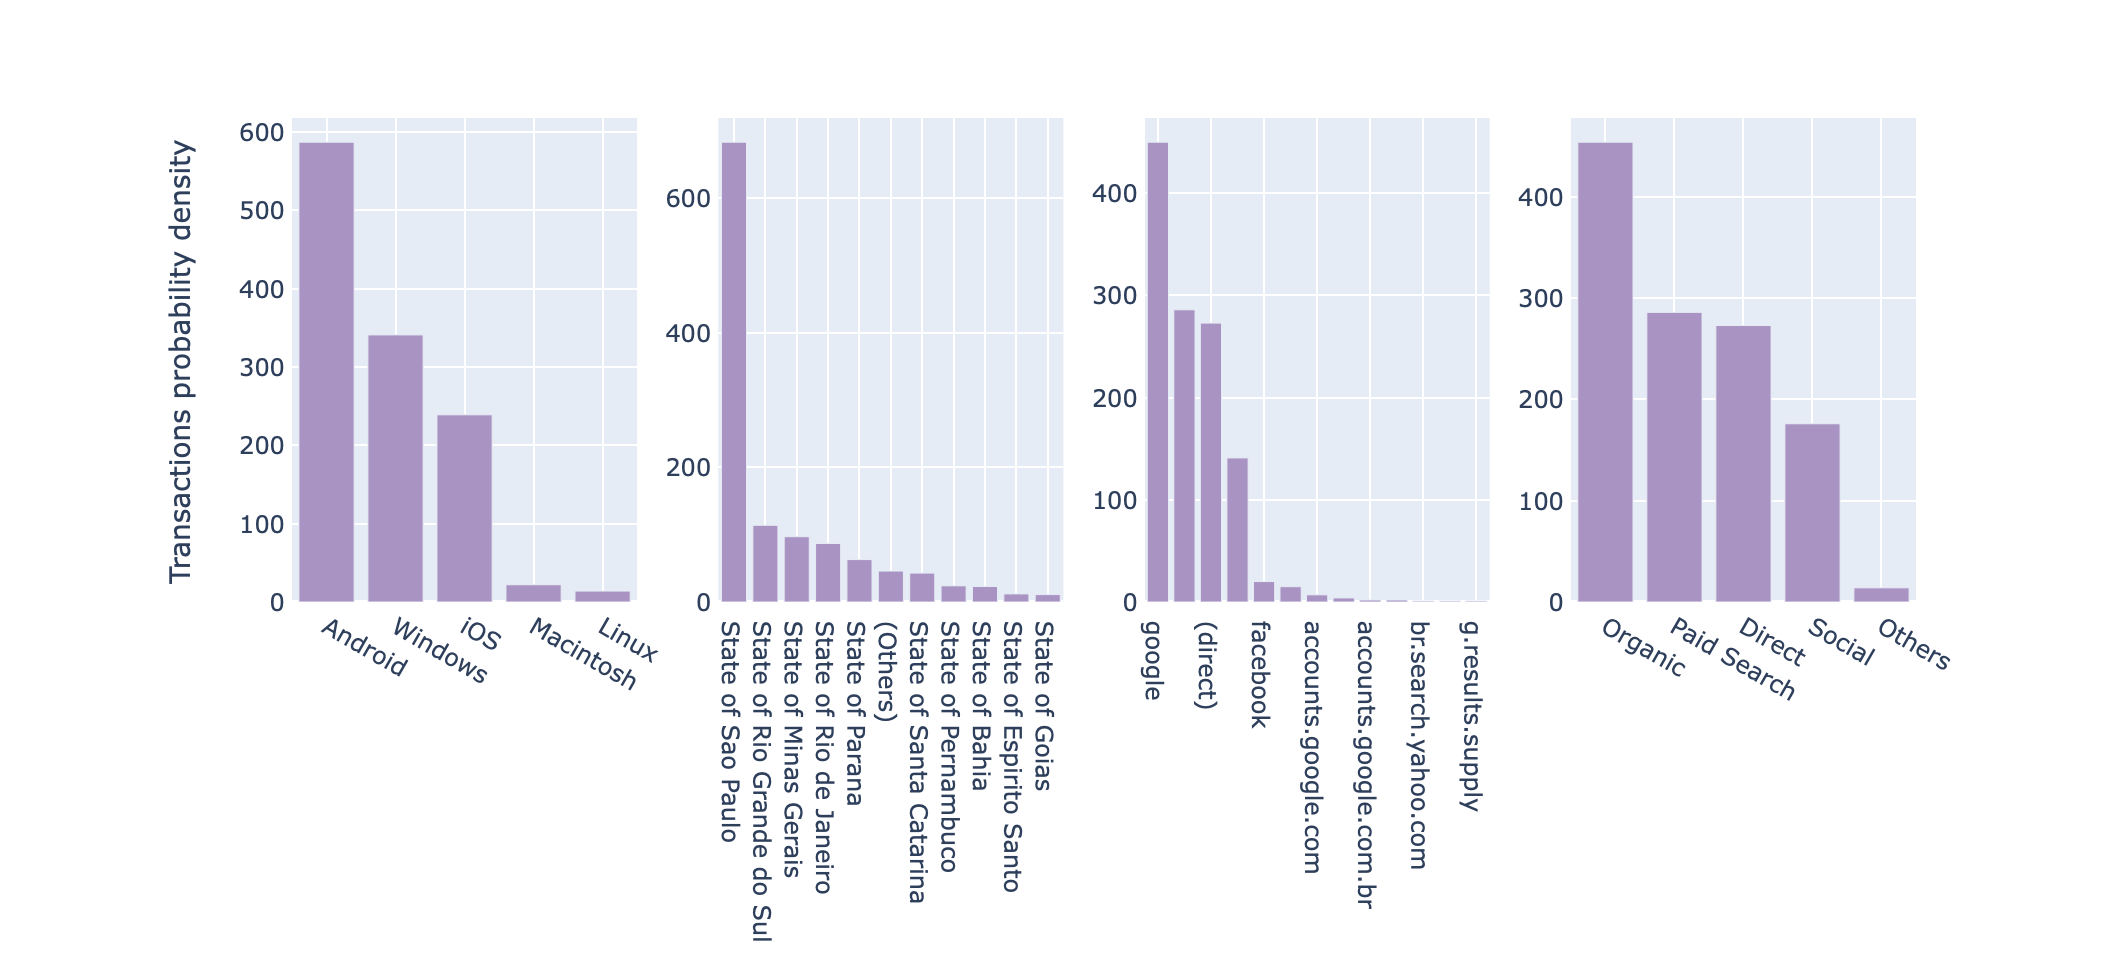 Transactions probability density
600
500
400
300
200
100
0
Android
Windows
iOS
Macintosh
Linux
600
400
200
0
State of Sao Paulo
State of Rio Grande do Sul
State of Minas Gerais
State of Rio de Janeiro
State of Parana
(Others)
State of Santa Catarina
State of Pernambuco
State of Bahia
State of Espirito Santo
State of Goias
400
300
200
100
0
google
(direct)
facebook
accounts.google.com
accounts.google.com.br
br.search.yahoo.com
g.results.supply
400
300
200
100
0
Organic
Paid Search
Direct
Social
Others